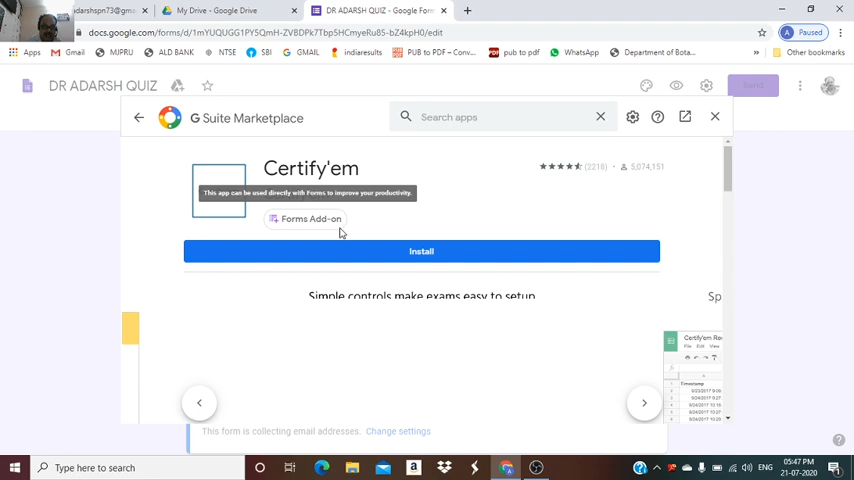 adarshspn73@gma
My Drive - Google Drive
DR ADARSH QUIZ - Google For
docs.google.com/forms/d/1mYUQUGG1PY5QmH-ZVBDPk7Tbp5HCmyeRu85-bZ4kpH0/edit
Paused
Apps
Gmail
MJPRU
ALD BANK
NTSE
SBI
GMAIL
indiaresults
PUB to PDF – Conv...
pub to pdf
WhatsApp
Department of Bota...
»
Other bookmarks
DR ADARSH QUIZ
Send
G Suite Marketplace
Search apps
Certify'em
(2218)
5,074,151
This app can be used directly with Forms to improve your productivity.
Forms Add-on
Install
Simple controls make exams easy to setup
Sp
Certify'em Re
File Edit View
Timestamp
This form is collecting email addresses. Change settings
Type here to search
ENG
05:47 PM
21-07-2020